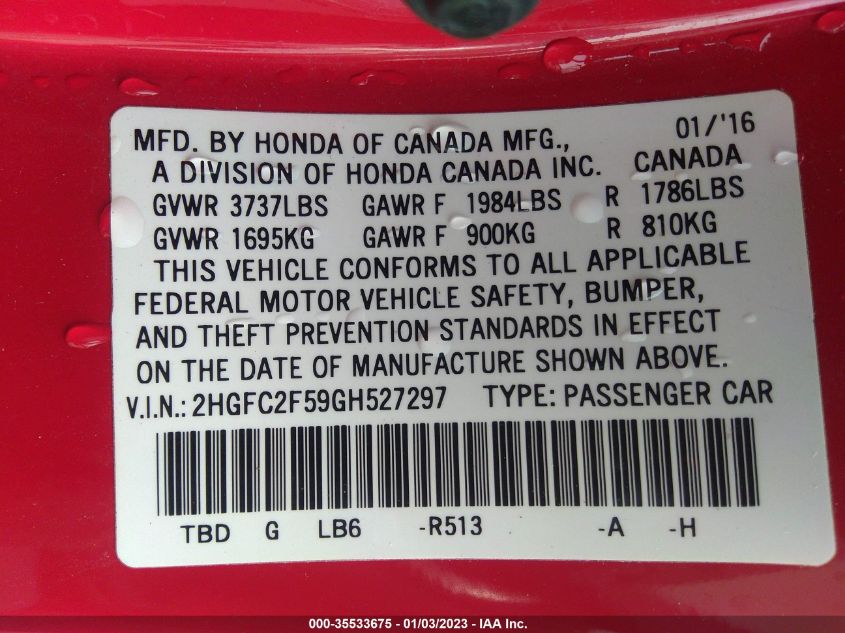 MFD. BY HONDA OF CANADA MFG., 01/'16
A DIVISION OF HONDA CANADA INC. CANADA
GVWR 3737LBS GAWR F 1984LBS R 1786LBS
GVWR 1695KG GAWR F 900KG R 810KG
THIS VEHICLE CONFORMS TO ALL APPLICABLE
FEDERAL MOTOR VEHICLE SAFETY, BUMPER,
AND THEFT PREVENTION STANDARDS IN EFFECT
ON THE DATE OF MANUFACTURE SHOWN ABOVE.
V.I.N.: 2HGFC2F59GH527297 TYPE: PASSENGER CAR
TBD G LB6 -R513 -A -H
000-35533675 - 01/03/2023 - IAA Inc.